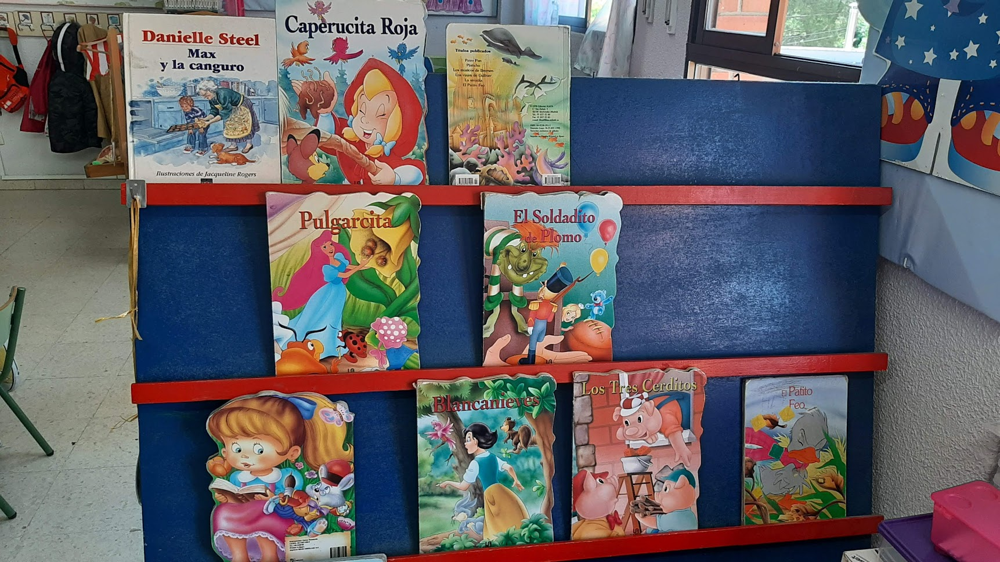 Danielle Steel
Max
y la canguro
Ilustraciones de Jacqueline Rogers
Caperucita Roja
Títulos publicados
Peter Pan
Pinocho
Los músicos de Bremen
Los viajes de Gulliver
La sirenita
El Patito Feo
Pulgarcita
El Soldadito
de Plomo
Blancanieves
Los Tres Cerditos
El Patito
Feo